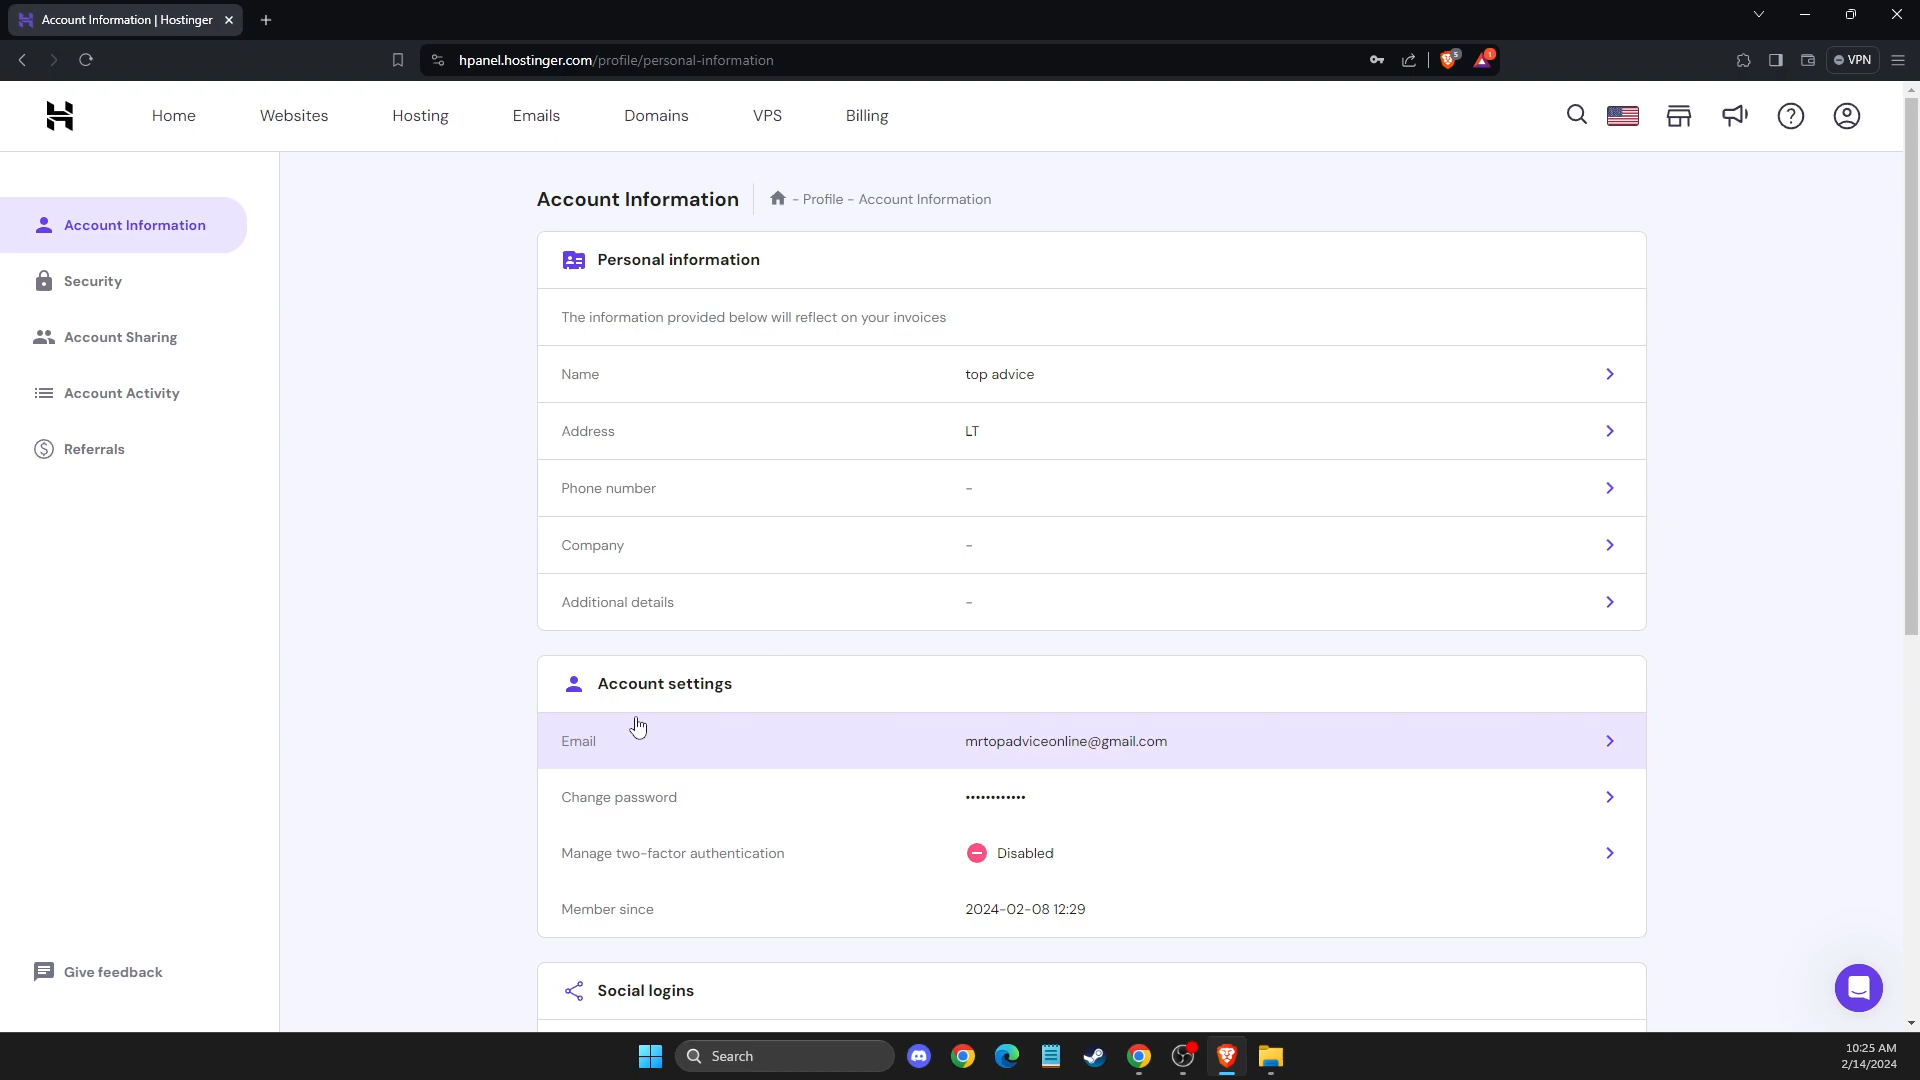 Account Information | Hostinger
hpanel.hostinger.com/profile/personal-information
5
1
VPN
Home Websites Hosting Emails Domains VPS Billing
Account Information
Security
Account Sharing
Account Activity
Referrals
Give feedback
Account Information - Profile - Account Information
Personal information
The information provided below will reflect on your invoices
Name top advice
Address LT
Phone number -
Company -
Additional details -
Account settings
Email mrtopadviceonline@gmail.com
Change password ••••••••••••
Manage two-factor authentication Disabled
Member since 2024-02-08 12:29
Social logins
Search
10:25 AM
2/14/2024